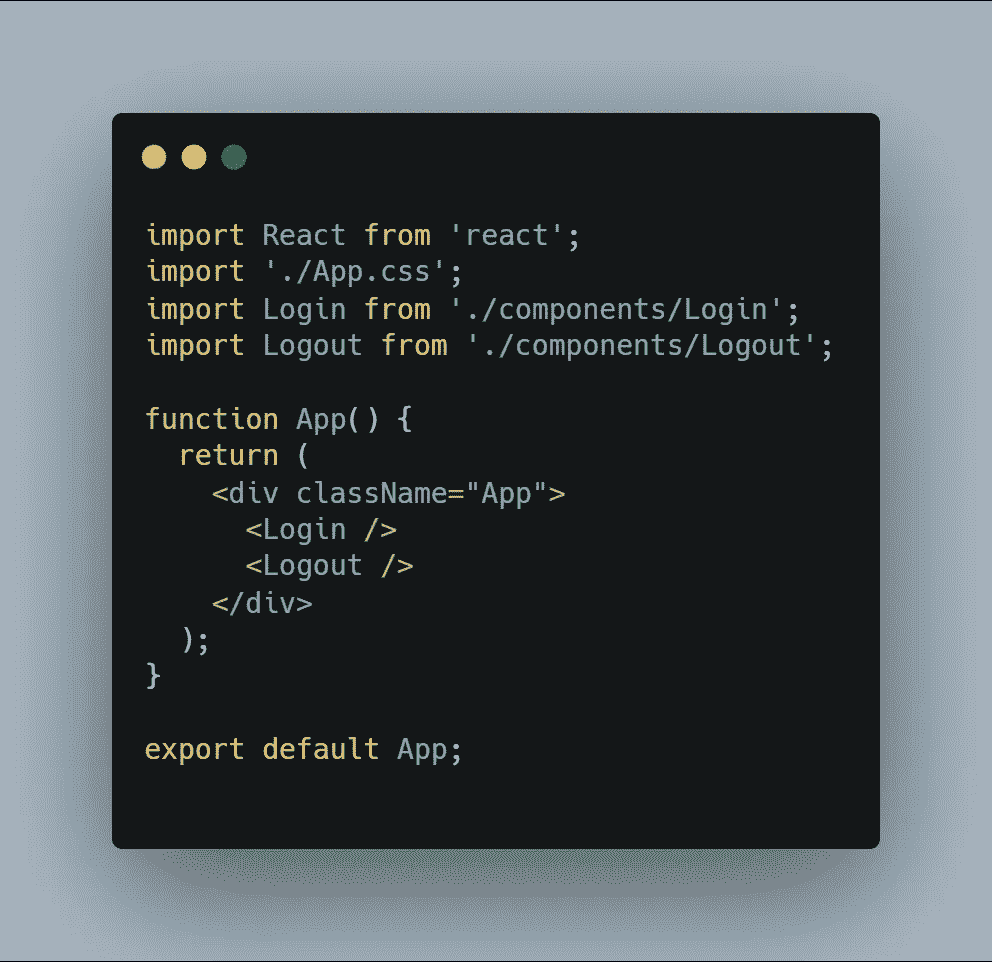 import React from 'react';
import './App.css';
import Login from './components/Login';
import Logout from './components/Logout';

function App() {
  return (
    <div className="App">
      <Login />
      <Logout />
    </div>
  );
}

export default App;